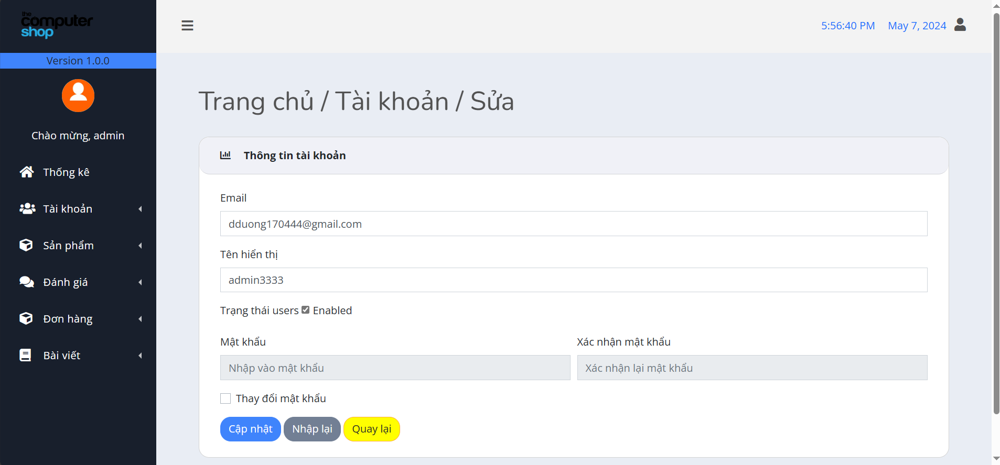 the
computer
shop
Version 1.0.0
Chào mừng, admin
Thống kê
Tài khoản
Sản phẩm
Đánh giá
Đơn hàng
Bài viết
5:56:40 PM May 7, 2024
Trang chủ / Tài khoản / Sửa
Thông tin tài khoản
Email
dduong170444@gmail.com
Tên hiển thị
admin3333
Trạng thái users Enabled
Mật khẩu Xác nhận mật khẩu
Nhập vào mật khẩu Xác nhận lại mật khẩu
Thay đổi mật khẩu
Cập nhật Nhập lại Quay lại